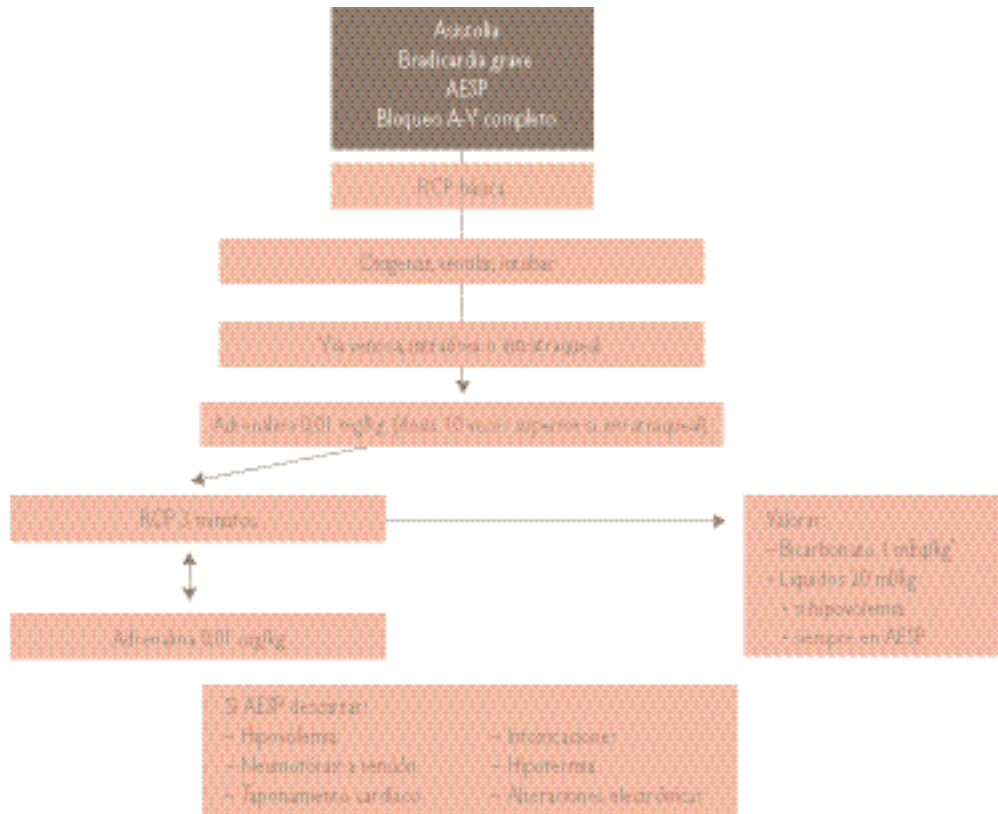 Asistolia
Bradicardia grave
AESP
Bloqueo A-V completo
RCP básica
Oxigenar, ventilar, intubar
Vía venosa, intraósea o intratraqueal
Adrenalina 0,01 mg/kg, (dosis 10 veces superior si intratraqueal)
RCP 3 minutos
Adrenalina 0,01 mg/kg
Valorar:
– Bicarbonato 1 mEq/kg*
• Líquidos 20 ml/kg
• si hipovolemia
• siempre en AESP
Si AESP descartar:
– Hipovolemia
– Neumotórax a tensión
– Taponamiento cardíaco
– Intoxicaciones
– Hipotermia
– Alteraciones electrónicas